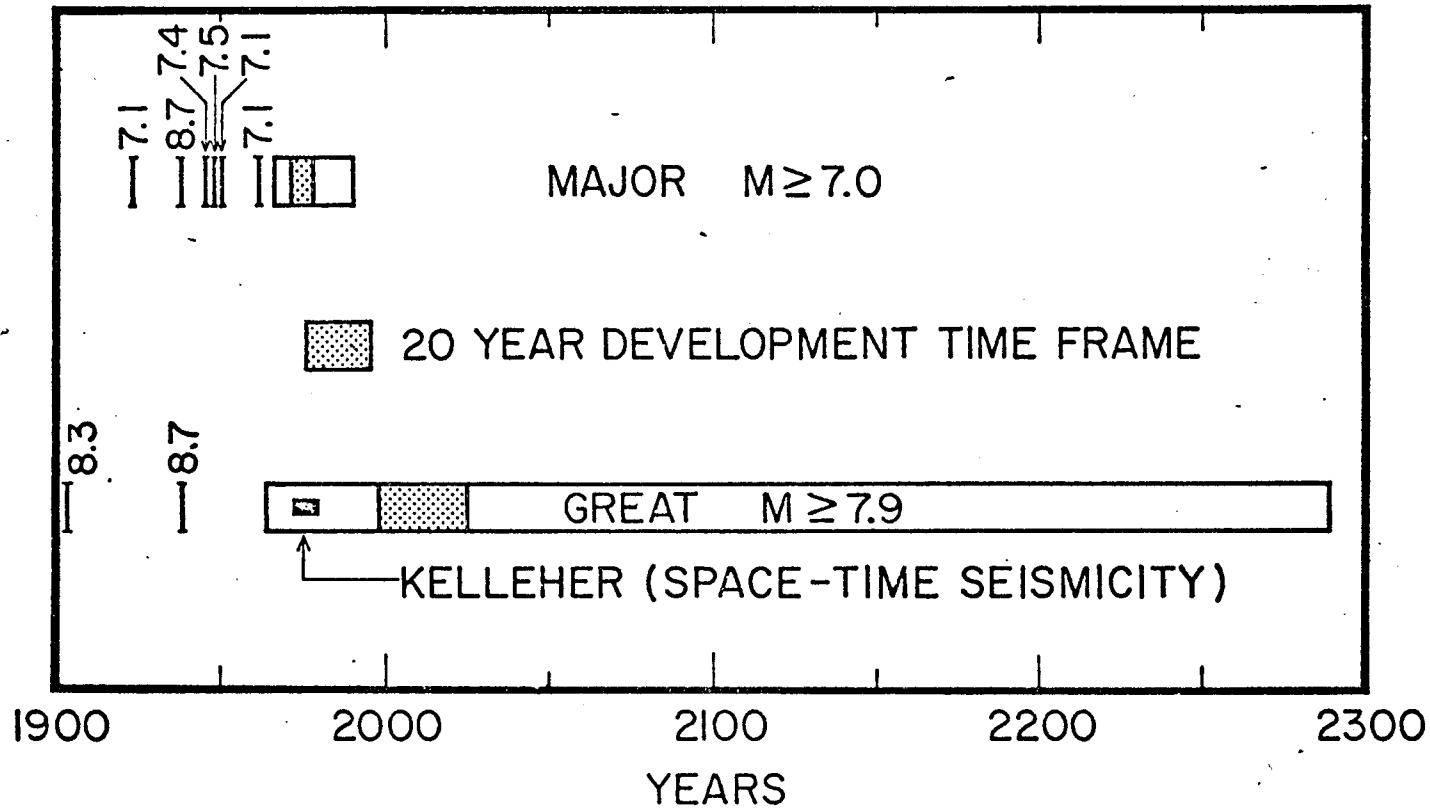 7.4 7.5 7.1
7.1 8.7 7.1
MAJOR M ≥ 7.0
20 YEAR DEVELOPMENT TIME FRAME
8.3 8.7
GREAT M ≥ 7.9
KELLEHER (SPACE-TIME SEISMICITY)
1900 2000 2100 2200 2300
YEARS